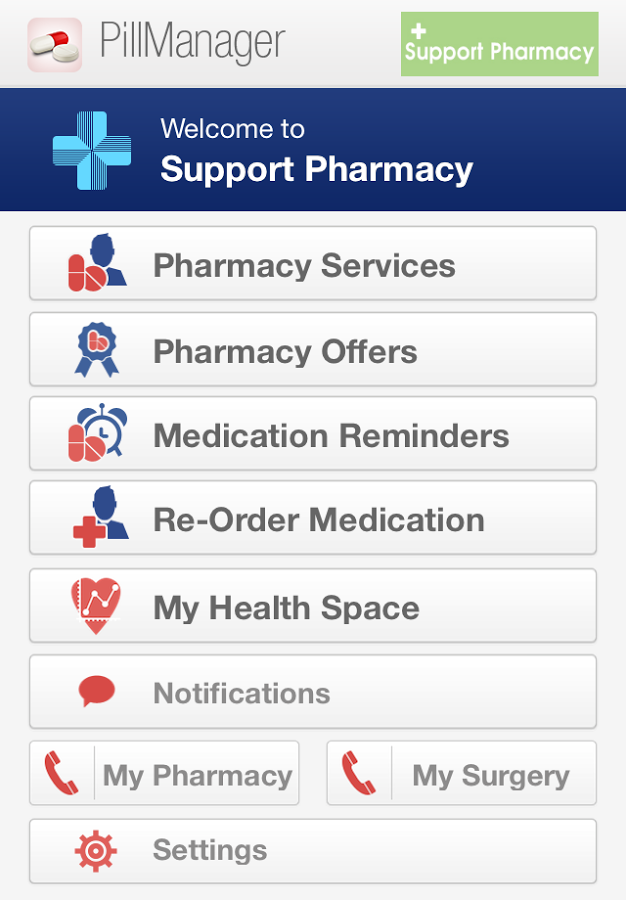 PillManager
Support Pharmacy
Welcome to
Support Pharmacy
Pharmacy Services
Pharmacy Offers
Medication Reminders
Re-Order Medication
My Health Space
Notifications
My Pharmacy
My Surgery
Settings